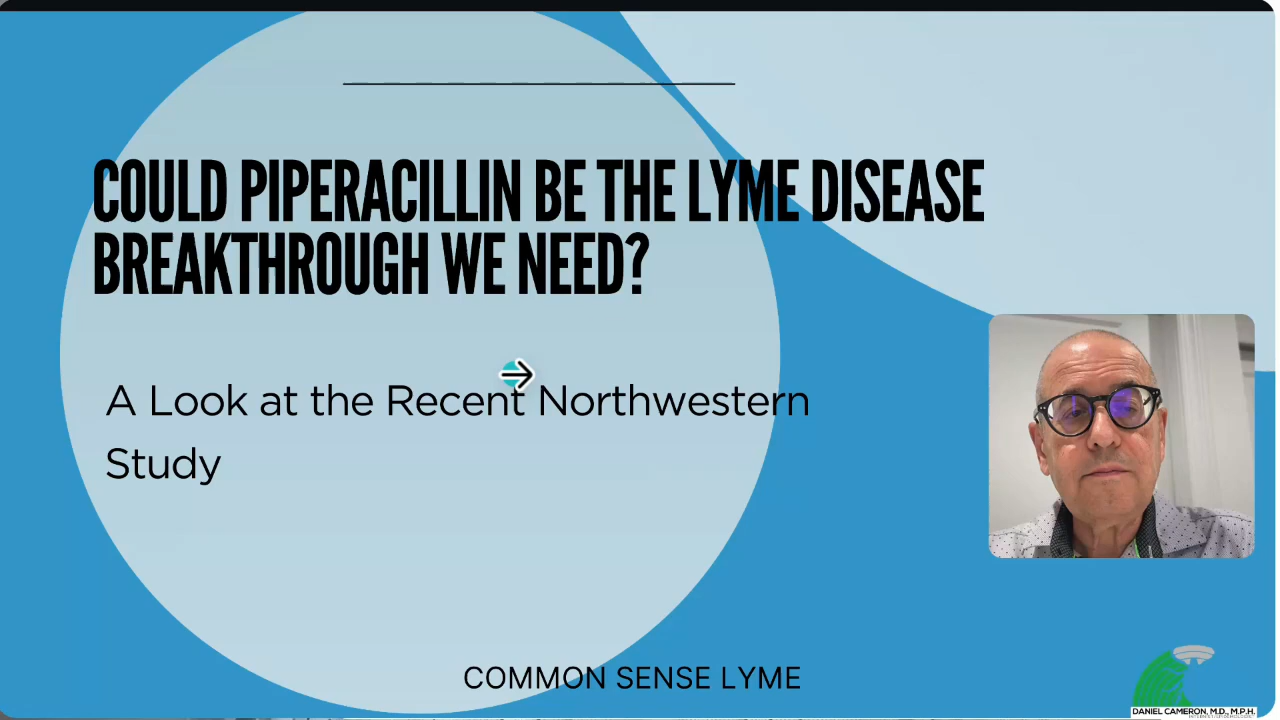 COULD PIPERACILLIN BE THE LYME DISEASE
BREAKTHROUGH WE NEED?
A Look at the Recent Northwestern
Study
COMMON SENSE LYME
DANIEL CAMERON, M.D., M.P.H.